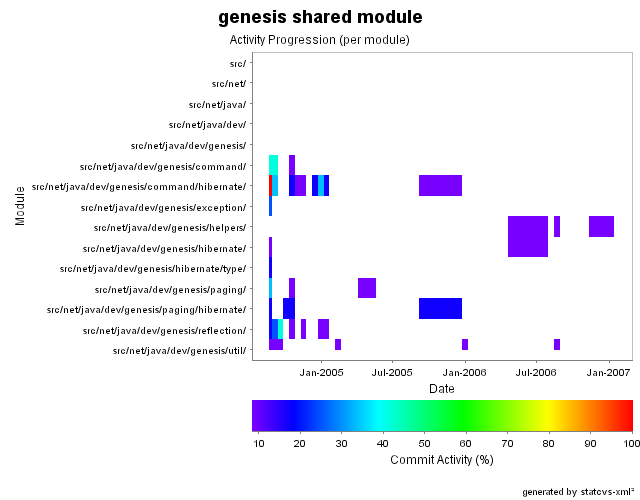 genesis shared module
Activity Progression (per module)
src/
src/net/
src/net/java/
src/net/java/dev/
src/net/java/dev/genesis/
src/net/java/dev/genesis/command/
src/net/java/dev/genesis/command/hibernate/
src/net/java/dev/genesis/exception/
src/net/java/dev/genesis/helpers/
src/net/java/dev/genesis/hibernate/
src/net/java/dev/genesis/hibernate/type/
src/net/java/dev/genesis/paging/
src/net/java/dev/genesis/paging/hibernate/
src/net/java/dev/genesis/reflection/
src/net/java/dev/genesis/util/
Module
Jan-2005 Jul-2005 Jan-2006 Jul-2006 Jan-2007
Date
10 20 30 40 50 60 70 80 90 100
Commit Activity (%)
generated by statcvs-xml²